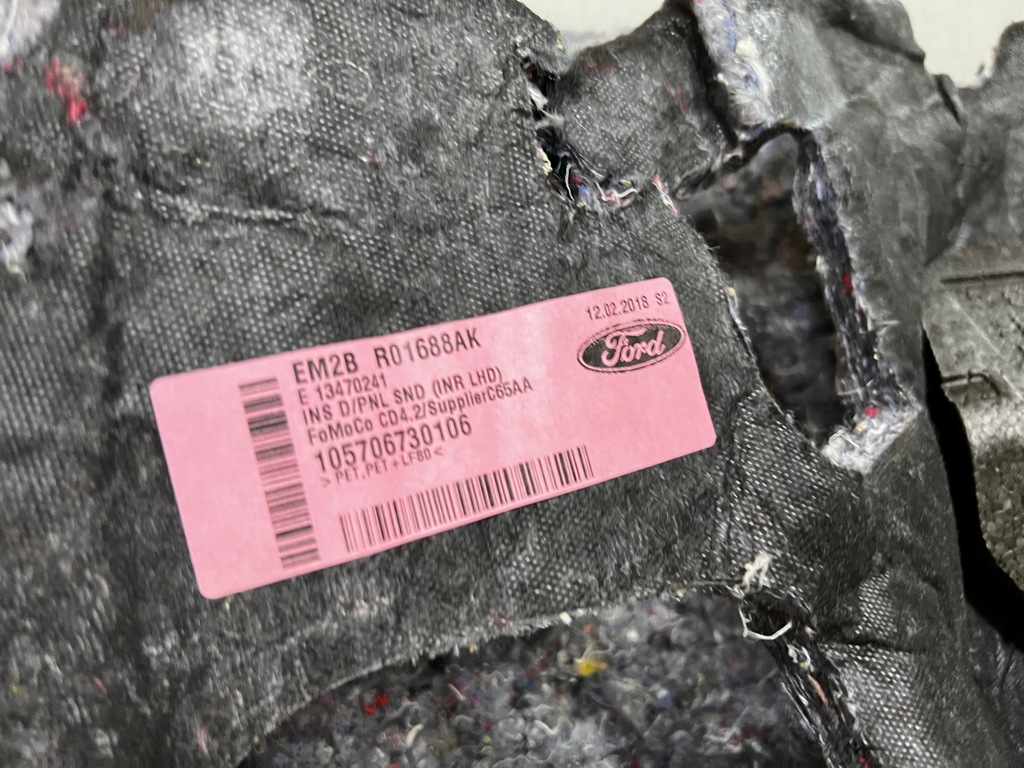 12.02.2018 S2
Ford
EM2B R01688AK
E 13470241
INS D/PNL SND (INR LHD)
FoMoCo CD4.2/SupplierC65AA
105706730106
> PET,PET+LF80 <